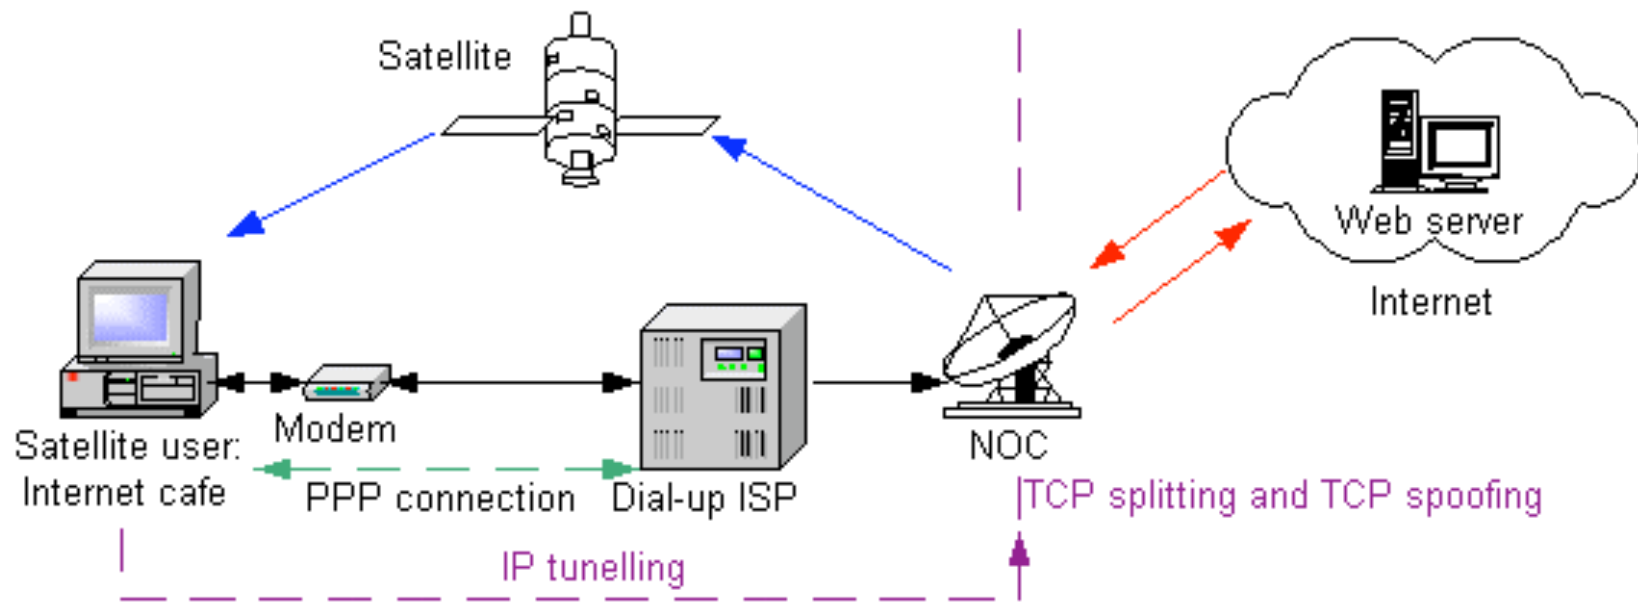 Satellite
Web server
Internet
Modem
NOC
Satellite user:
Internet cafe
PPP connection
Dial-up ISP
TCP splitting and TCP spoofing
IP tunelling